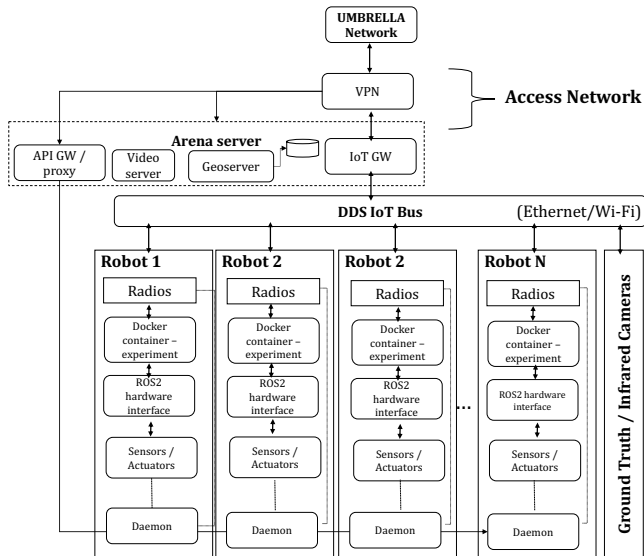 UMBRELLA
Network
VPN
Access Network
Arena server
API GW /
proxy
Video
server
Geoserver
IoT GW
DDS IoT Bus
(Ethernet/Wi-Fi)
Robot 1
Radios
Docker
container –
experiment
ROS2
hardware
interface
Sensors /
Actuators
Daemon
Robot 2
Radios
Docker
container –
experiment
ROS2
hardware
interface
Sensors /
Actuators
Daemon
Robot 2
Radios
Docker
container –
experiment
ROS2
hardware
interface
Sensors /
Actuators
Daemon
...
Robot N
Radios
Docker
container –
experiment
ROS2 hardware
interface
Sensors /
Actuators
Daemon
Ground Truth / Infrared Cameras